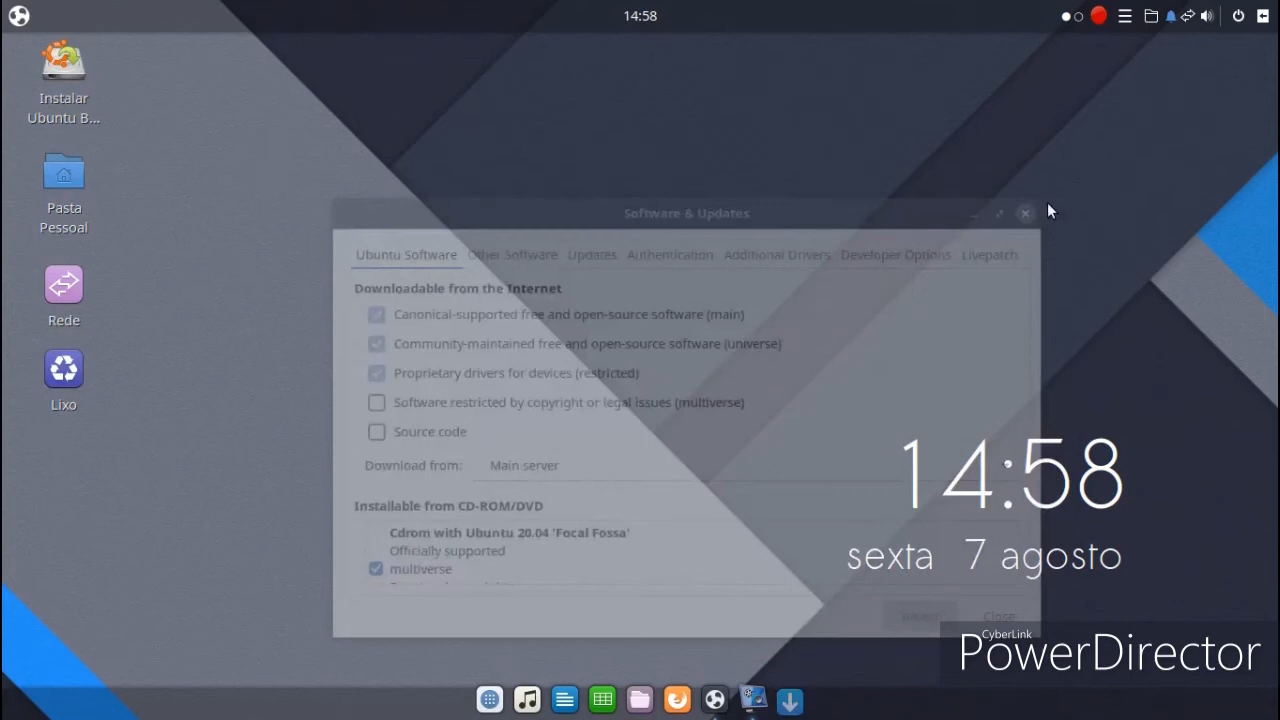 14:58
Instalar
Ubuntu B...
Pasta
Pessoal
Rede
Lixo
Software & Updates
Ubuntu Software
Other Software
Updates
Authentication
Additional Drivers
Developer Options
Livepatch
Downloadable from the Internet
Canonical-supported free and open-source software (main)
Community-maintained free and open-source software (universe)
Proprietary drivers for devices (restricted)
Software restricted by copyright or legal issues (multiverse)
Source code
Download from:
Main server
Installable from CD-ROM/DVD
Cdrom with Ubuntu 20.04 'Focal Fossa'
Officially supported
multiverse
Close
14:58
sexta 7 agosto
CyberLink
PowerDirector